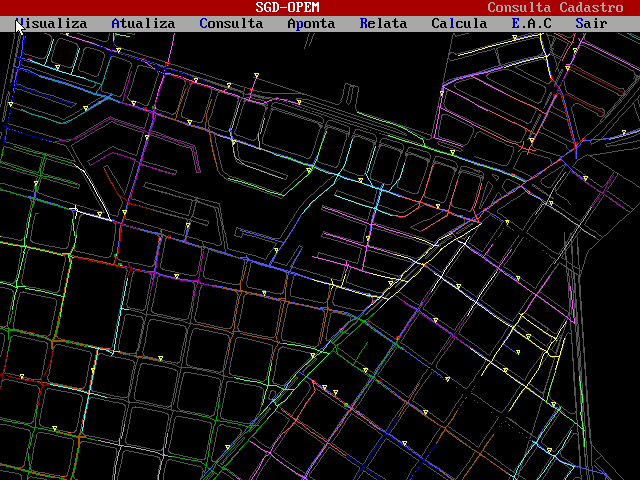 SGD-OPEM Consulta Cadastro
Visualiza Atualiza Consulta Aponta Relata Calcula E.A.C Sair